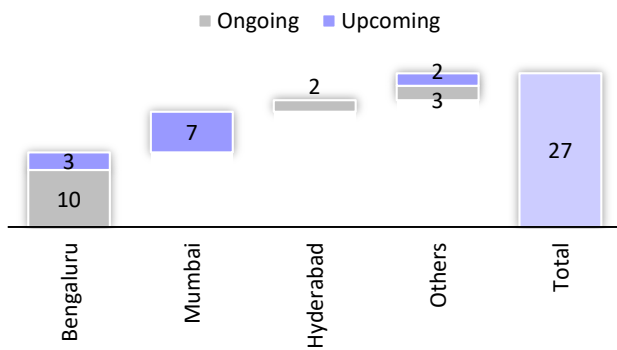 Ongoing Upcoming
2
2
3
7
27
3
10
Bengaluru
Mumbai
Hyderabad
Others
Total